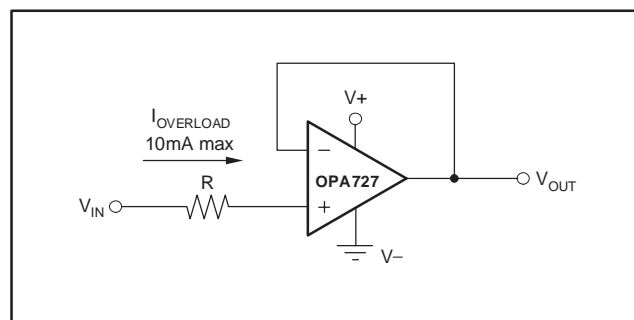 V+
I_OVERLOAD
10mA max
R
−
OPA727
V_OUT
V_IN
+
V−